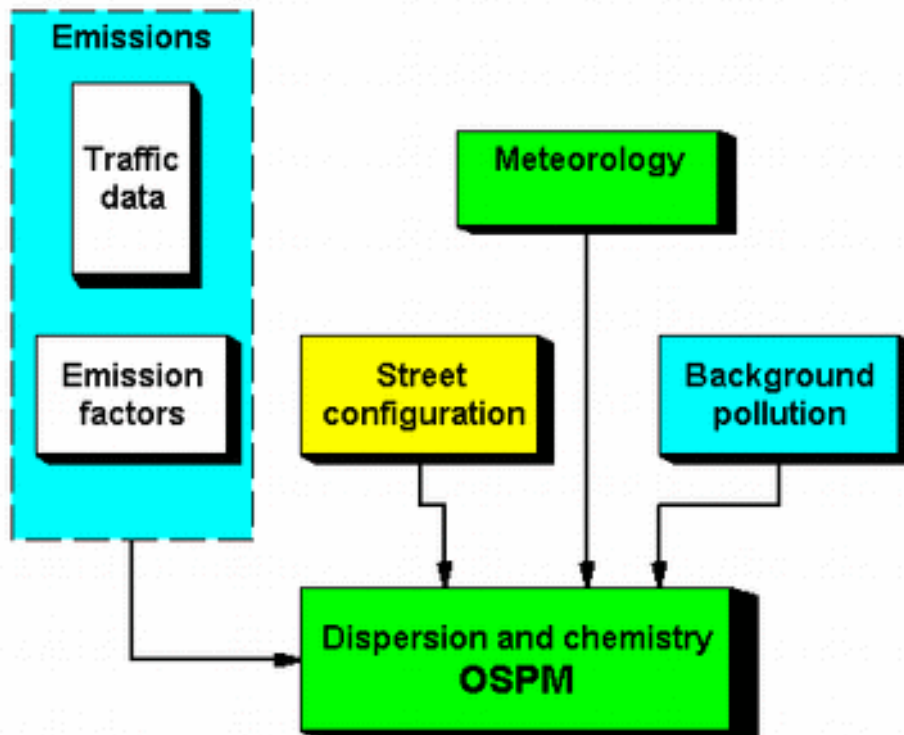 Emissions
Traffic
data
Emission
factors
Meteorology
Street
configuration
Background
pollution
Dispersion and chemistry
OSPM